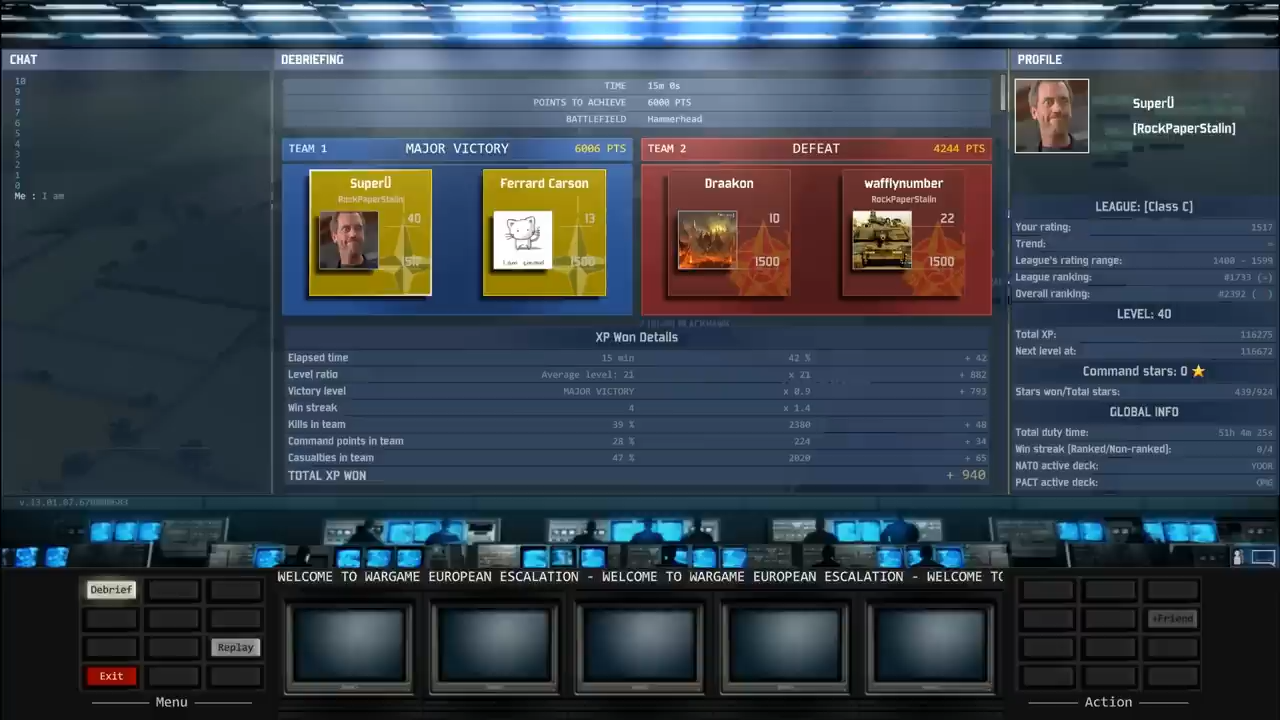 CHAT
10
9
8
7
6
5
4
3
2
1
0
Me : I am
DEBRIEFING
TIME 15m 0s
POINTS TO ACHIEVE 6000 PTS
BATTLEFIELD Hammerhead
TEAM 1 MAJOR VICTORY 6006 PTS
Super()
RockPaperStalin
40
Ferrard Carson
13
1500
TEAM 2 DEFEAT 4244 PTS
Draakon
10
1500
wafflynumber
RockPaperStalin
22
1500
XP Won Details
Elapsed time 15 min 42 % + 42
Level ratio Average level: 21 x 21 + 882
Victory level MAJOR VICTORY x 0.9 + 793
Win streak 4 x 1.4
Kills in team 39 % 2380 + 48
Command points in team 28 % 224 + 34
Casualties in team 47 % 2020 + 65
TOTAL XP WON + 940
PROFILE
Super()
[RockPaperStalin]
LEAGUE: [Class C]
Your rating: 1517
Trend: =
League's rating range: 1400 - 1599
League ranking: #1733 (=)
Overall ranking: #2392 ( )
LEVEL: 40
Total XP: 116275
Next level at: 116672
Command stars: 0
Stars won/Total stars: 439/924
GLOBAL INFO
Total duty time: 51h 4m 25s
Win streak [Ranked/Non-ranked]: 0/4
NATO active deck: YOOR
PACT active deck: OMG
WELCOME TO WARGAME EUROPEAN ESCALATION - WELCOME TO WARGAME EUROPEAN ESCALATION - WELCOME TO
Debrief
Replay
Exit
Menu
+Friend
Action